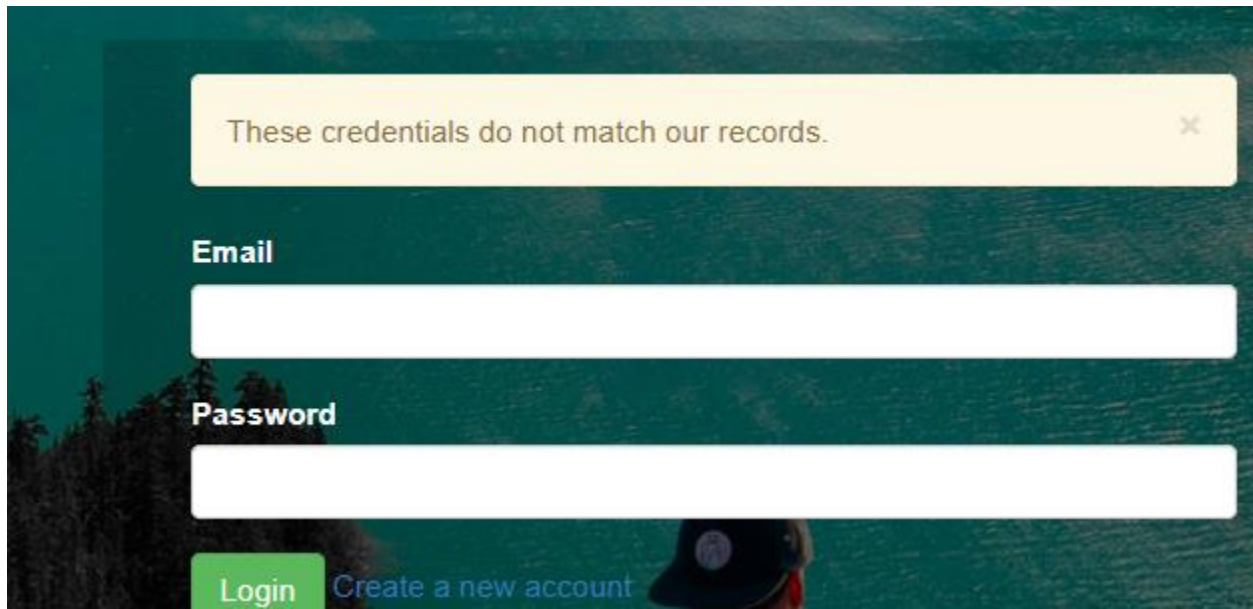 These credentials do not match our records. ×
Email
Password
Login Create a new account